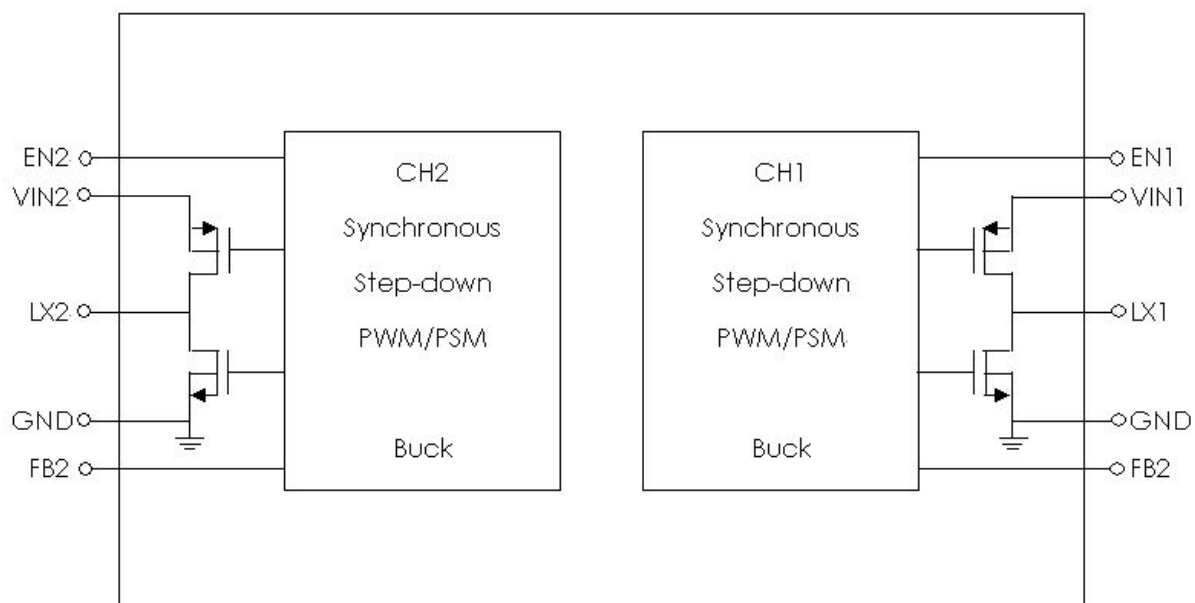 EN2
VIN2
LX2
GND
FB2
CH2
Synchronous
Step-down
PWM/PSM
Buck
CH1
Synchronous
Step-down
PWM/PSM
Buck
EN1
VIN1
LX1
GND
FB2